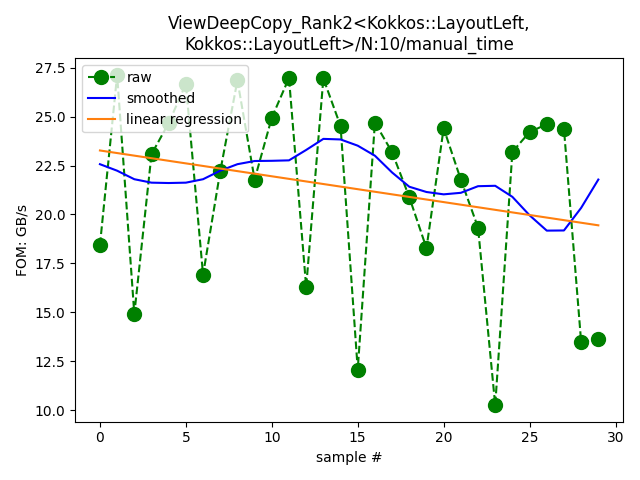 ViewDeepCopy_Rank2<Kokkos::LayoutLeft,
Kokkos::LayoutLeft>/N:10/manual_time
raw
smoothed
linear regression
FOM: GB/s
27.5
25.0
22.5
20.0
17.5
15.0
12.5
10.0
0
5
10
15
20
25
30
sample #